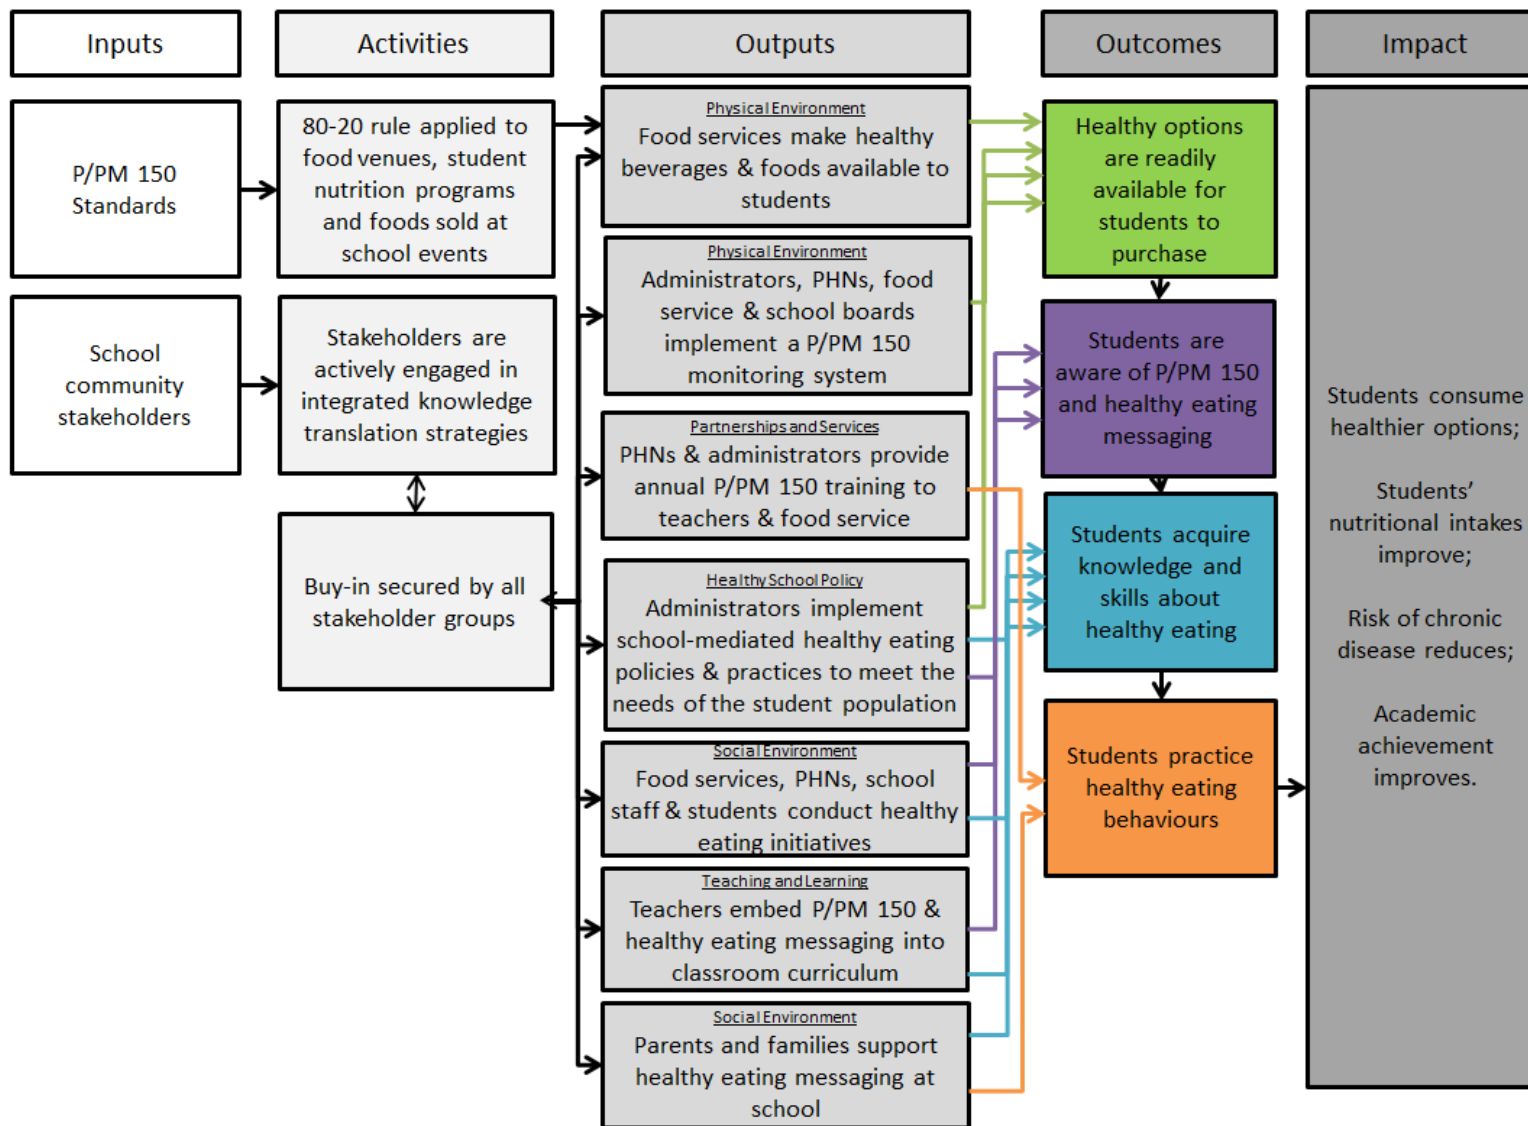 Inputs
Activities
Outputs
Outcomes
Impact
P/PM 150
Standards
School
community
stakeholders
80-20 rule applied to
food venues, student
nutrition programs
and foods sold at
school events
Stakeholders are
actively engaged in
integrated knowledge
translation strategies
Buy-in secured by all
stakeholder groups
Physical Environment
Food services make healthy
beverages & foods available to
students
Physical Environment
Administrators, PHNs, food
service & school boards
implement a P/PM 150
monitoring system
Partnerships and Services
PHNs & administrators provide
annual P/PM 150 training to
teachers & food service
Healthy School Policy
Administrators implement
school-mediated healthy eating
policies & practices to meet the
needs of the student population
Social Environment
Food services, PHNs, school
staff & students conduct healthy
eating initiatives
Teaching and Learning
Teachers embed P/PM 150 &
healthy eating messaging into
classroom curriculum
Social Environment
Parents and families support
healthy eating messaging at
school
Healthy options
are readily
available for
students to
purchase
Students are
aware of P/PM 150
and healthy eating
messaging
Students acquire
knowledge and
skills about
healthy eating
Students practice
healthy eating
behaviours
Students consume
healthier options;
Students’
nutritional intakes
improve;
Risk of chronic
disease reduces;
Academic
achievement
improves.